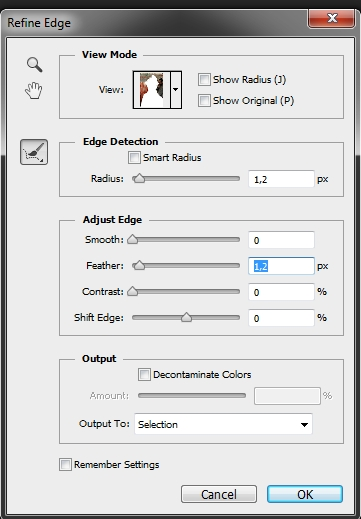 Refine Edge
View Mode
View:
Show Radius (J)
Show Original (P)
Edge Detection
Smart Radius
Radius: 1,2 px
Adjust Edge
Smooth: 0
Feather: 1,2 px
Contrast: 0 %
Shift Edge: 0 %
Output
Decontaminate Colors
Amount: %
Output To: Selection
Remember Settings
Cancel OK